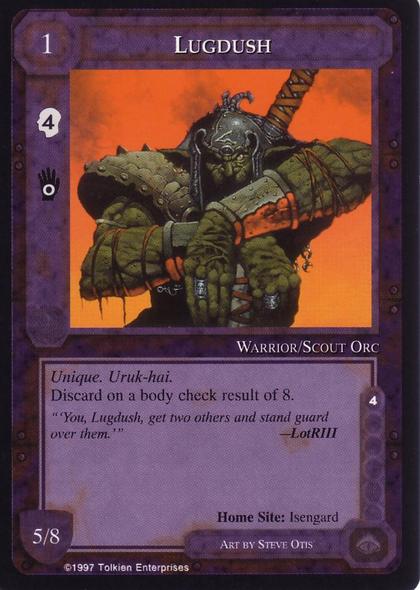 1
LUGDUSH
4
0
WARRIOR/SCOUT ORC
Unique. Uruk-hai.
Discard on a body check result of 8.
4
"'You, Lugdush, get two others and stand guard
over them.'" —LotRIII
Home Site: Isengard
5/8
ART BY STEVE OTIS
©1997 Tolkien Enterprises